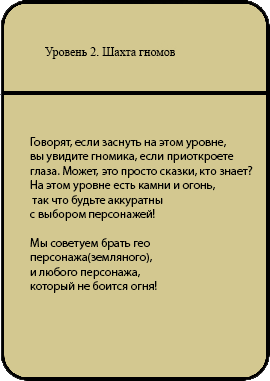 Уровень 2. Шахта гномов
Говорят, если заснуть на этом уровне,
вы увидите гномика, если приоткроете
глаза. Может, это просто сказки, кто знает?
На этом уровне есть камни и огонь,
так что будьте аккуратны
с выбором персонажей!
Мы советуем брать гео
персонажа(земляного),
и любого персонажа,
который не боится огня!